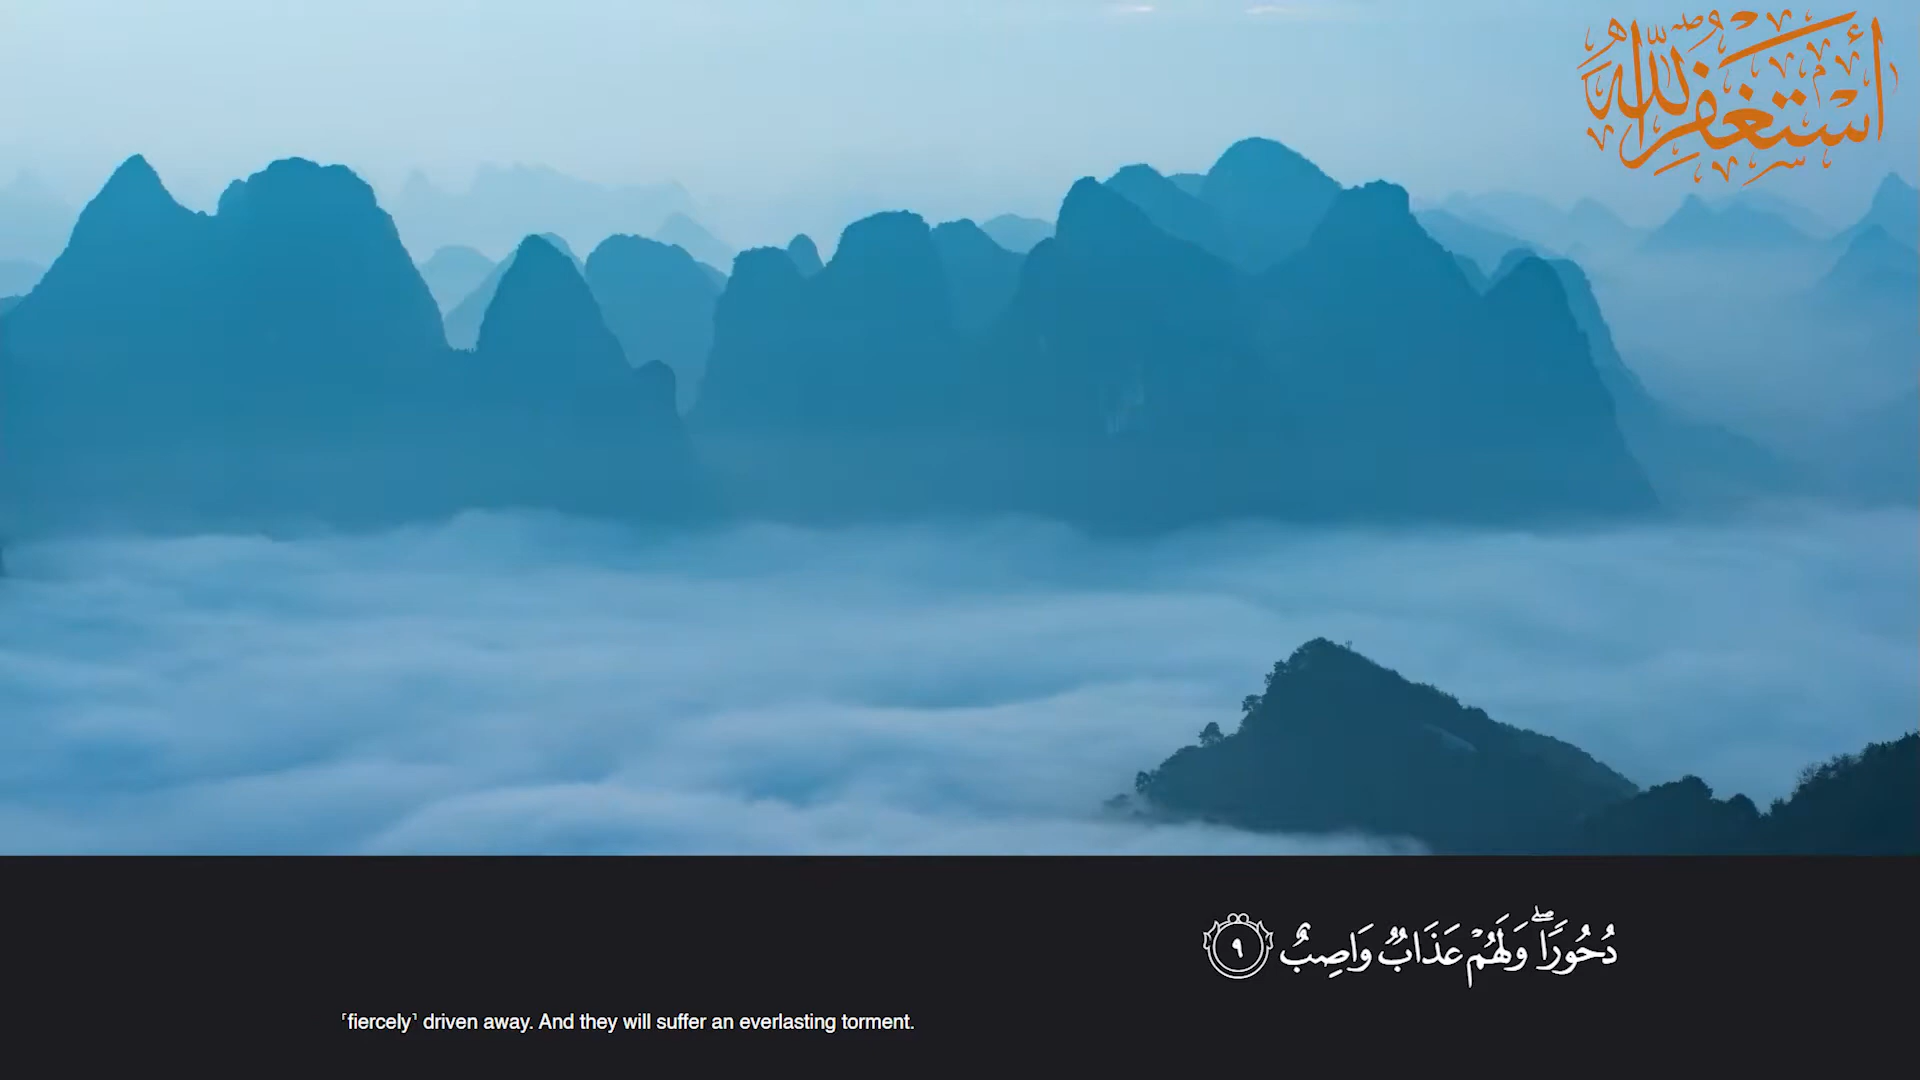 أستغفر الله
دُحُورًا ۖ وَلَهُمْ عَذَابٌ وَاصِبٌ ٩
⸢fiercely⸣ driven away. And they will suffer an everlasting torment.